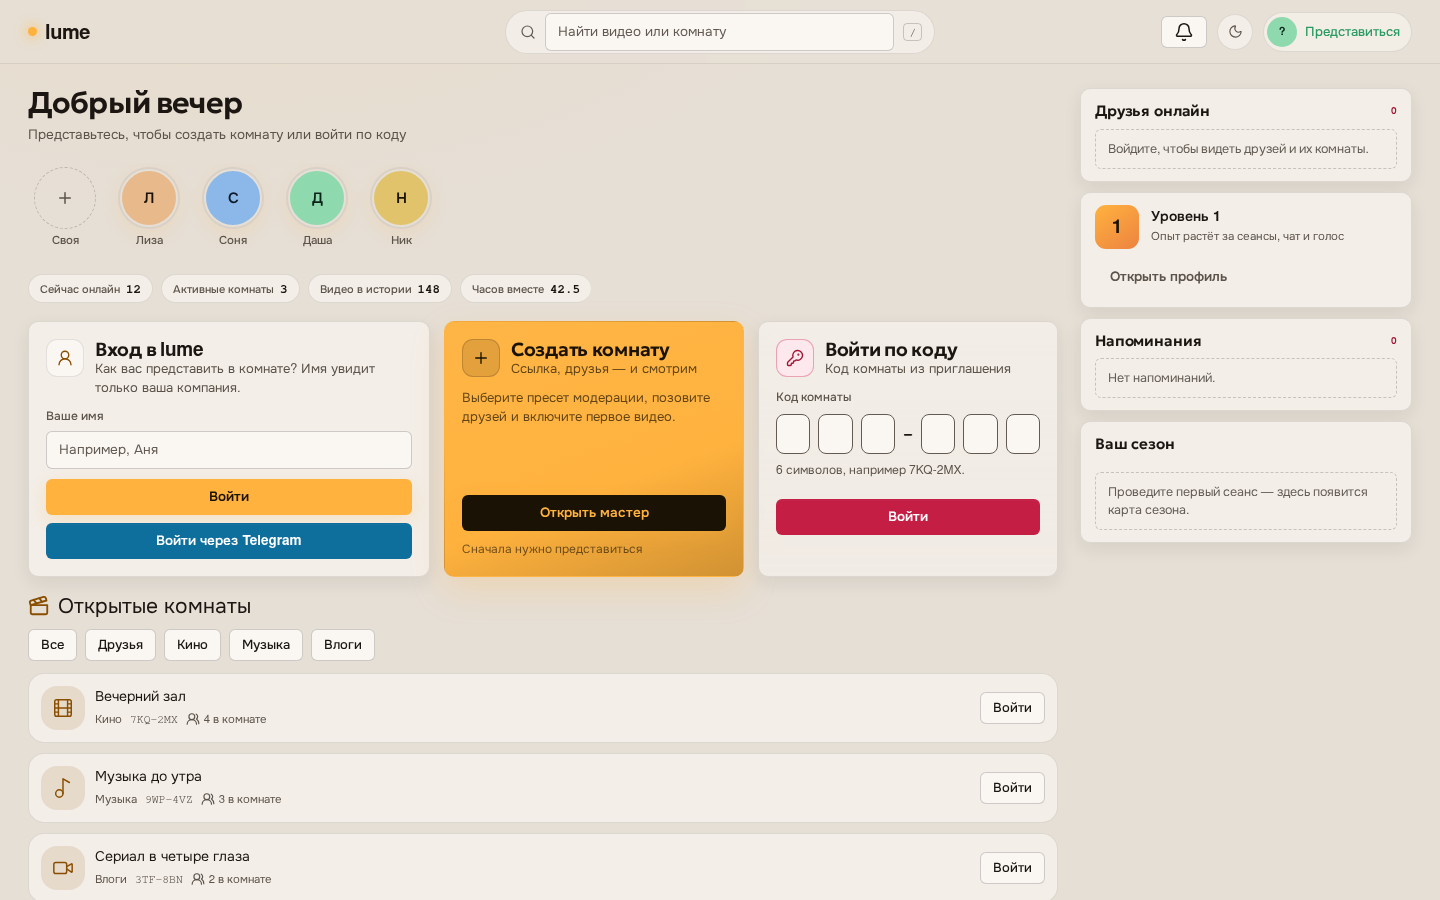 lume
Найти видео или комнату
/
?
Представиться
Добрый вечер
Представьтесь, чтобы создать комнату или войти по коду
Л
С
Д
Н
Своя
Лиза
Соня
Даша
Ник
Сейчас онлайн 12
Активные комнаты 3
Видео в истории 148
Часов вместе 42.5
Вход в lume
Как вас представить в комнате? Имя увидит
только ваша компания.
Ваше имя
Например, Аня
Войти
Войти через Telegram
Создать комнату
Ссылка, друзья — и смотрим
Выберите пресет модерации, позовите
друзей и включите первое видео.
Открыть мастер
Сначала нужно представиться
Войти по коду
Код комнаты из приглашения
Код комнаты
–
6 символов, например 7KQ-2MX.
Войти
Открытые комнаты
Все
Друзья
Кино
Музыка
Влоги
Вечерний зал
Кино 7KQ-2MX 4 в комнате
Войти
Музыка до утра
Музыка 9WP-4VZ 3 в комнате
Войти
Сериал в четыре глаза
Влоги 3TF-8BN 2 в комнате
Войти
Друзья онлайн
0
Войдите, чтобы видеть друзей и их комнаты.
1
Уровень 1
Опыт растёт за сеансы, чат и голос
Открыть профиль
Напоминания
0
Нет напоминаний.
Ваш сезон
Проведите первый сеанс — здесь появится
карта сезона.